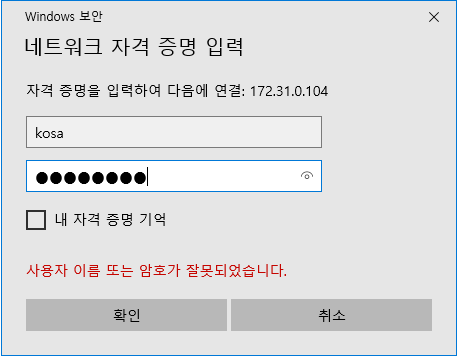 Windows 보안
네트워크 자격 증명 입력
자격 증명을 입력하여 다음에 연결: 172.31.0.104
kosa
●●●●●●●●
내 자격 증명 기억
사용자 이름 또는 암호가 잘못되었습니다.
확인
취소